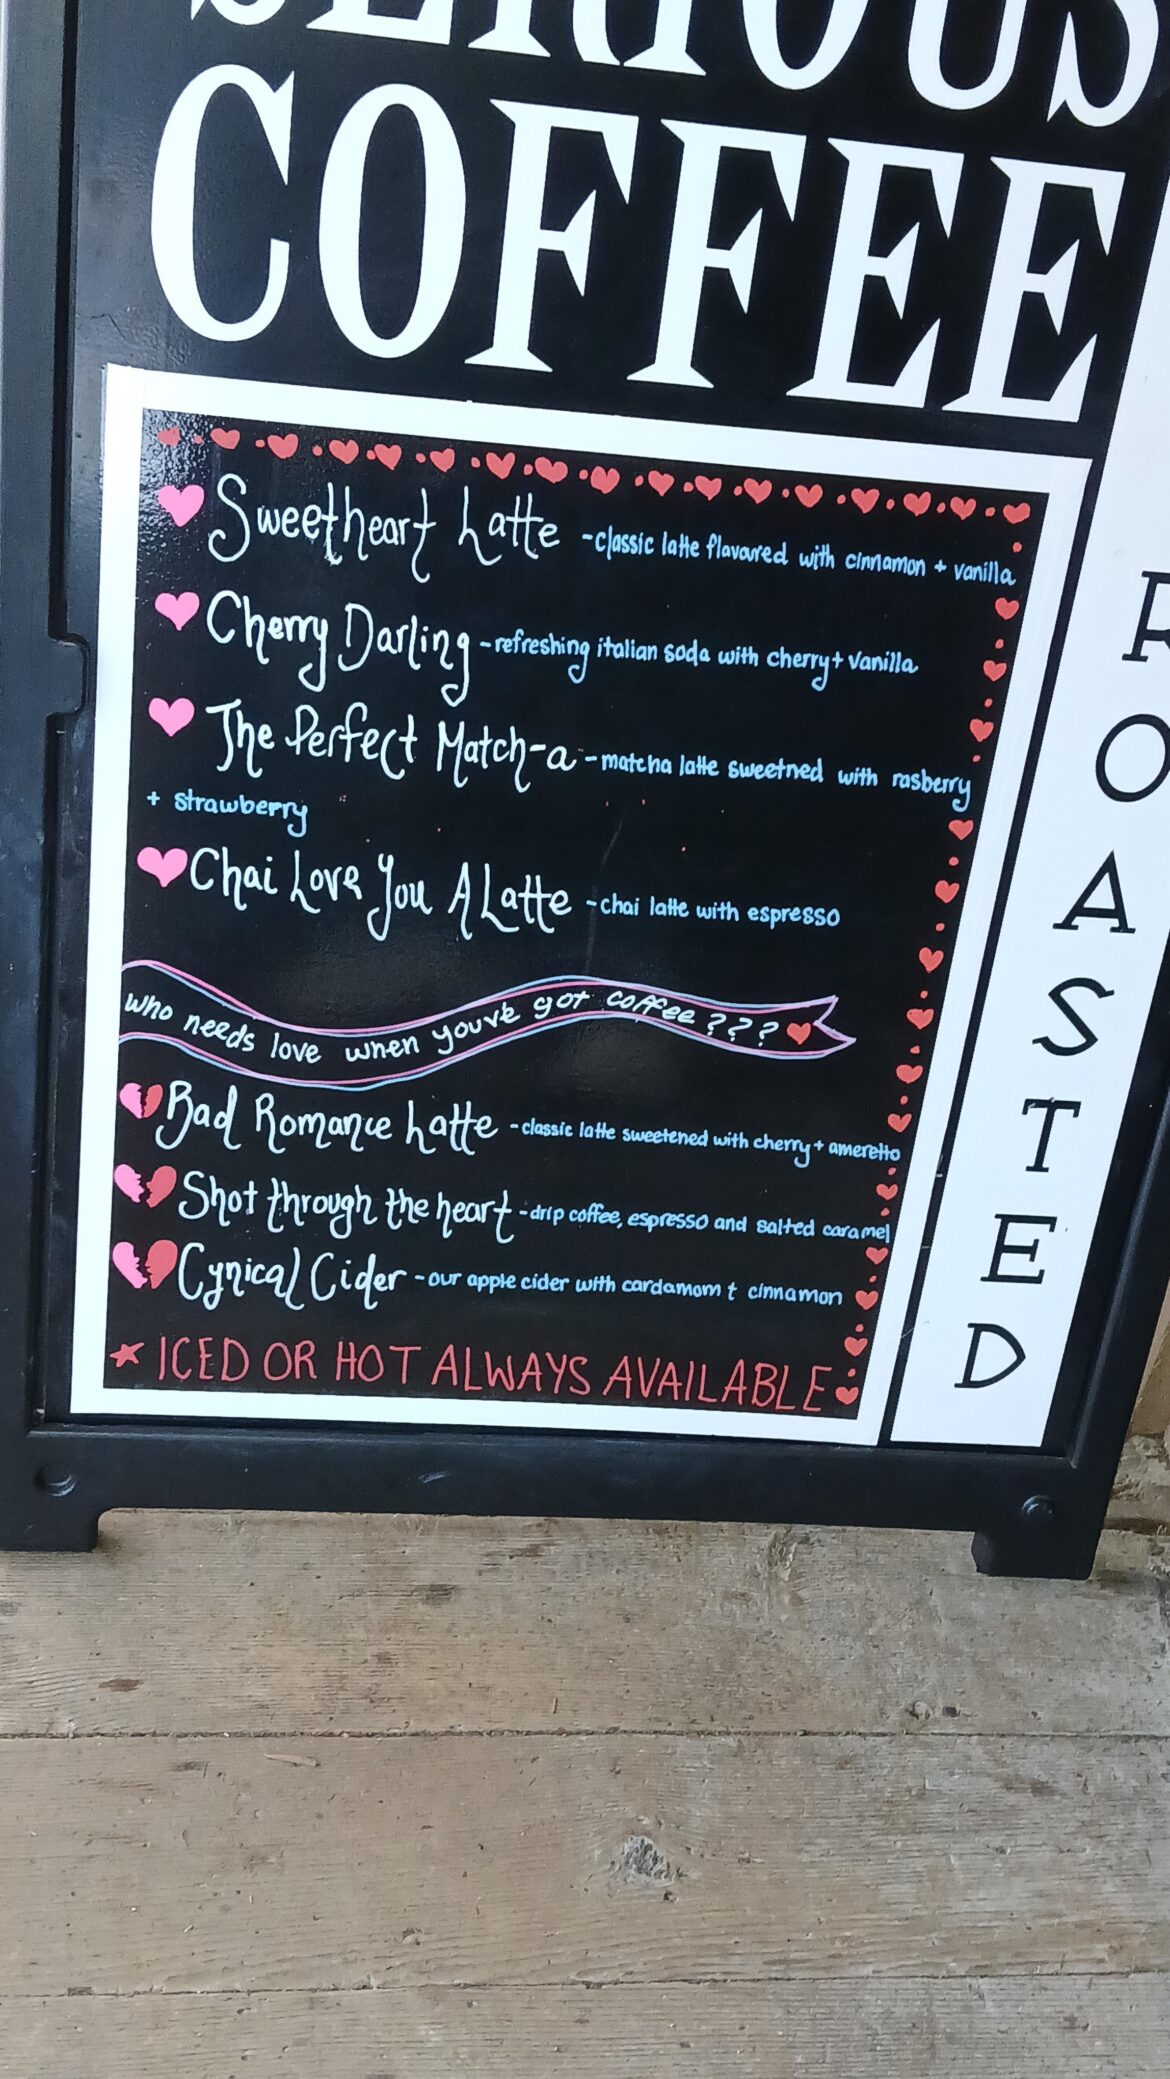 SERIOUS
COFFEE
Sweetheart Latte -classic latte flavoured with cinnamon + vanilla
Cherry Darling -refreshing italian soda with cherry + vanilla
The Perfect Match-a -matcha latte sweetned with rasberry
+ strawberry
Chai Love You A Latte -chai latte with espresso
who needs love when you've got coffee???
Bad Romance Latte -classic latte sweetened with cherry + ameretto
Shot through the heart -drip coffee, espresso and salted caramel
Cynical Cider -our apple cider with cardamom + cinnamon
ICED OR HOT ALWAYS AVAILABLE
ROASTED